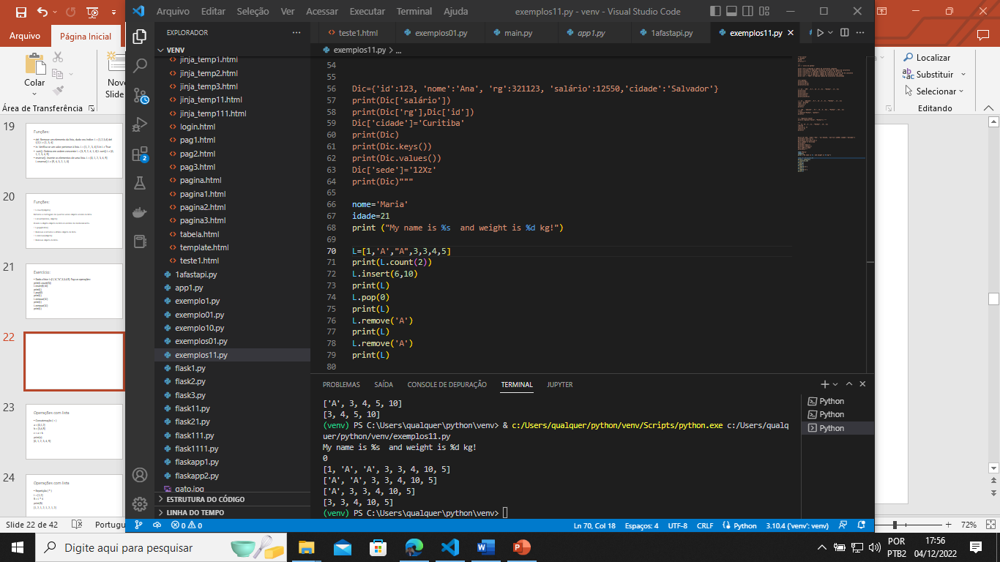 Arquivo Editar Seleção Ver Acessar Executar Terminal Ajuda
exemplos11.py - venv - Visual Studio Code
Arquivo
Página Inicial
Colar
Novo
Slide
Área de Transferência
Localizar
Substituir
Selecionar
Editando
EXPLORADOR
VENV
jinja_temp1.html
jinja_temp2.html
jinja_temp3.html
jinja_temp11.html
jinja_temp111.html
login.html
pag1.html
pag2.html
pag3.html
pagina.html
pagina1.html
pagina2.html
pagina3.html
tabela.html
template.html
teste1.html
1afastapi.py
app1.py
exemplo1.py
exemplo01.py
exemplo10.py
exemplos01.py
exemplos11.py
flask1.py
flask2.py
flask3.py
flask11.py
flask21.py
flask111.py
flask1111.py
flaskapp1.py
flaskapp2.py
gato.jpg
ESTRUTURA DO CÓDIGO
LINHA DO TEMPO
2
teste1.html exemplos01.py main.py app1.py 1afastapi.py exemplos11.py
exemplos11.py > ...
54
55
56 Dic={'id':123, 'nome':'Ana', 'rg':321123, 'salário':12550,'cidade':'Salvador'}
57 print(Dic['salário'])
58 print(Dic['rg'],Dic['id'])
59 Dic['cidade']='Curitiba'
60 print(Dic)
61 print(Dic.keys())
62 print(Dic.values())
63 Dic['sede']='12Xz'
64 print(Dic)"""
65
66 nome='Maria'
67 idade=21
68 print ("My name is %s  and weight is %d kg!")
69
70 L=[1,'A',"A",3,3,4,5]
71 print(L.count(2))
72 L.insert(6,10)
73 print(L)
74 L.pop(0)
75 print(L)
76 L.remove('A')
77 print(L)
78 L.remove('A')
79 print(L)
80
PROBLEMAS SAÍDA CONSOLE DE DEPURAÇÃO TERMINAL JUPYTER
['A', 3, 4, 5, 10]
[3, 4, 5, 10]
(venv) PS C:\Users\qualquer\python\venv> & c:/Users/qualquer/python/venv/Scripts/python.exe c:/Users/qualq
uer/python/venv/exemplos11.py
My name is %s  and weight is %d kg!
0
[1, 'A', 'A', 3, 3, 4, 10, 5]
['A', 'A', 3, 3, 4, 10, 5]
['A', 3, 3, 4, 10, 5]
[3, 3, 4, 10, 5]
(venv) PS C:\Users\qualquer\python\venv>
Python
Python
Python
19
Funções:
20
Funções:
21
Exercício:
22
23
Operações com lista
24
Operações com lista
Slide 22 de 42
Portugu
0 0
Ln 70, Col 18 Espaços: 4 UTF-8 CRLF Python 3.10.4 ('venv': venv)
72%
Digite aqui para pesquisar
POR
PTB2
17:56
04/12/2022